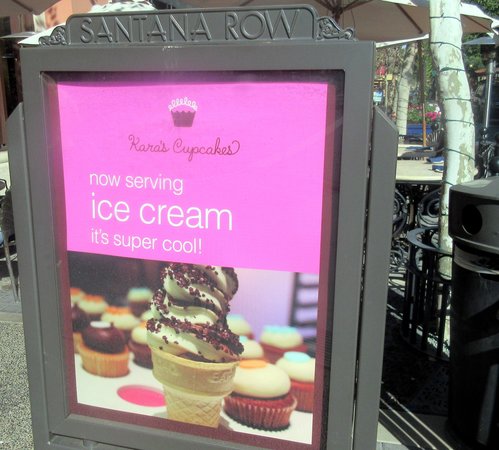 SANTANA ROW
Kara's Cupcakes
now serving
ice cream
it's super cool!